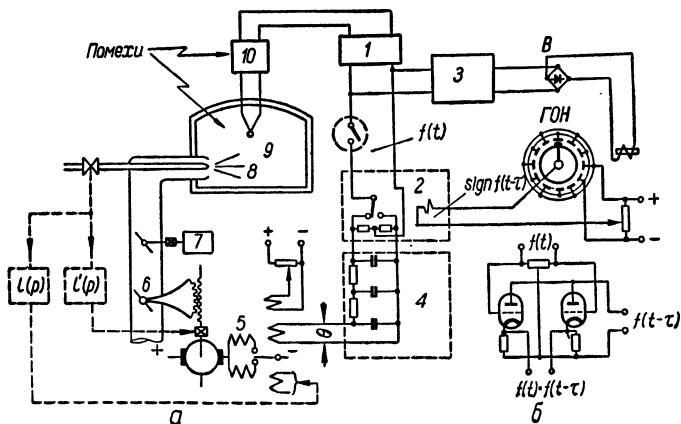 Помехи
10
1
3
В
ГОН
f(t)
9
8
2
sign f(t-τ)
+
-
7
+ -
L(p)
L'(p)
6
5
4
θ
+
-
f(t)
f(t-τ)
f(t)·f(t-τ)
а
б